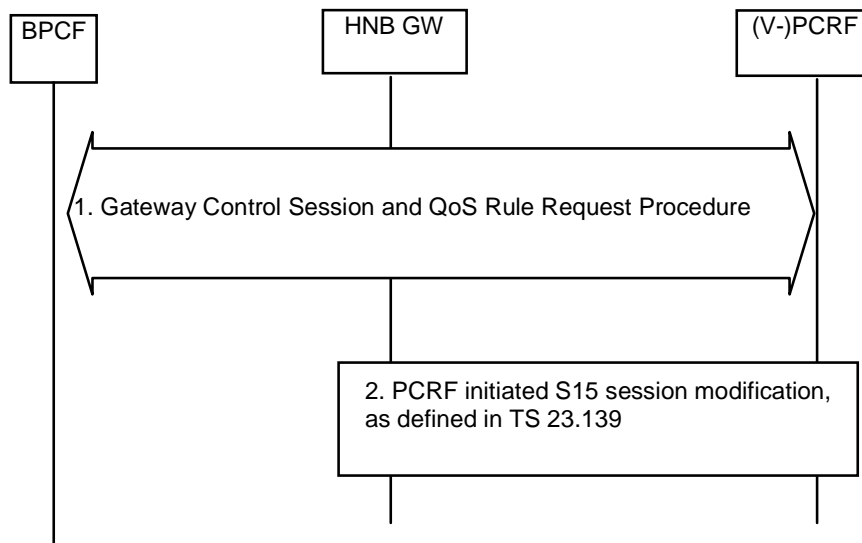 BPCF
HNB GW
(V-)PCRF
1. Gateway Control Session and QoS Rule Request Procedure
2. PCRF initiated S15 session modification,
as defined in TS 23.139